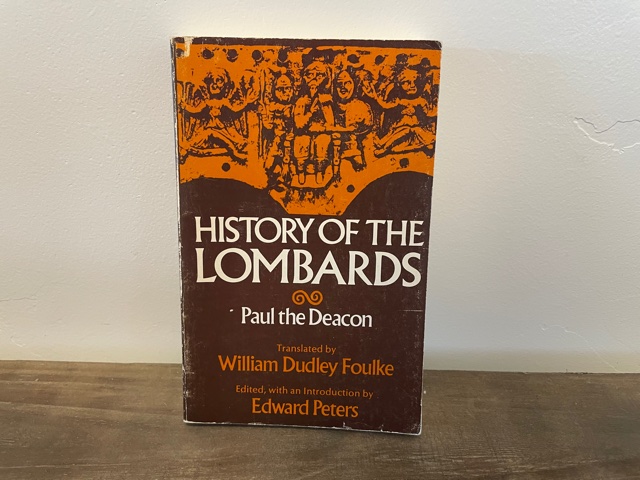 HISTORY OF THE
LOMBARDS
Paul the Deacon
Translated by
William Dudley Foulke
Edited, with an Introduction by
Edward Peters